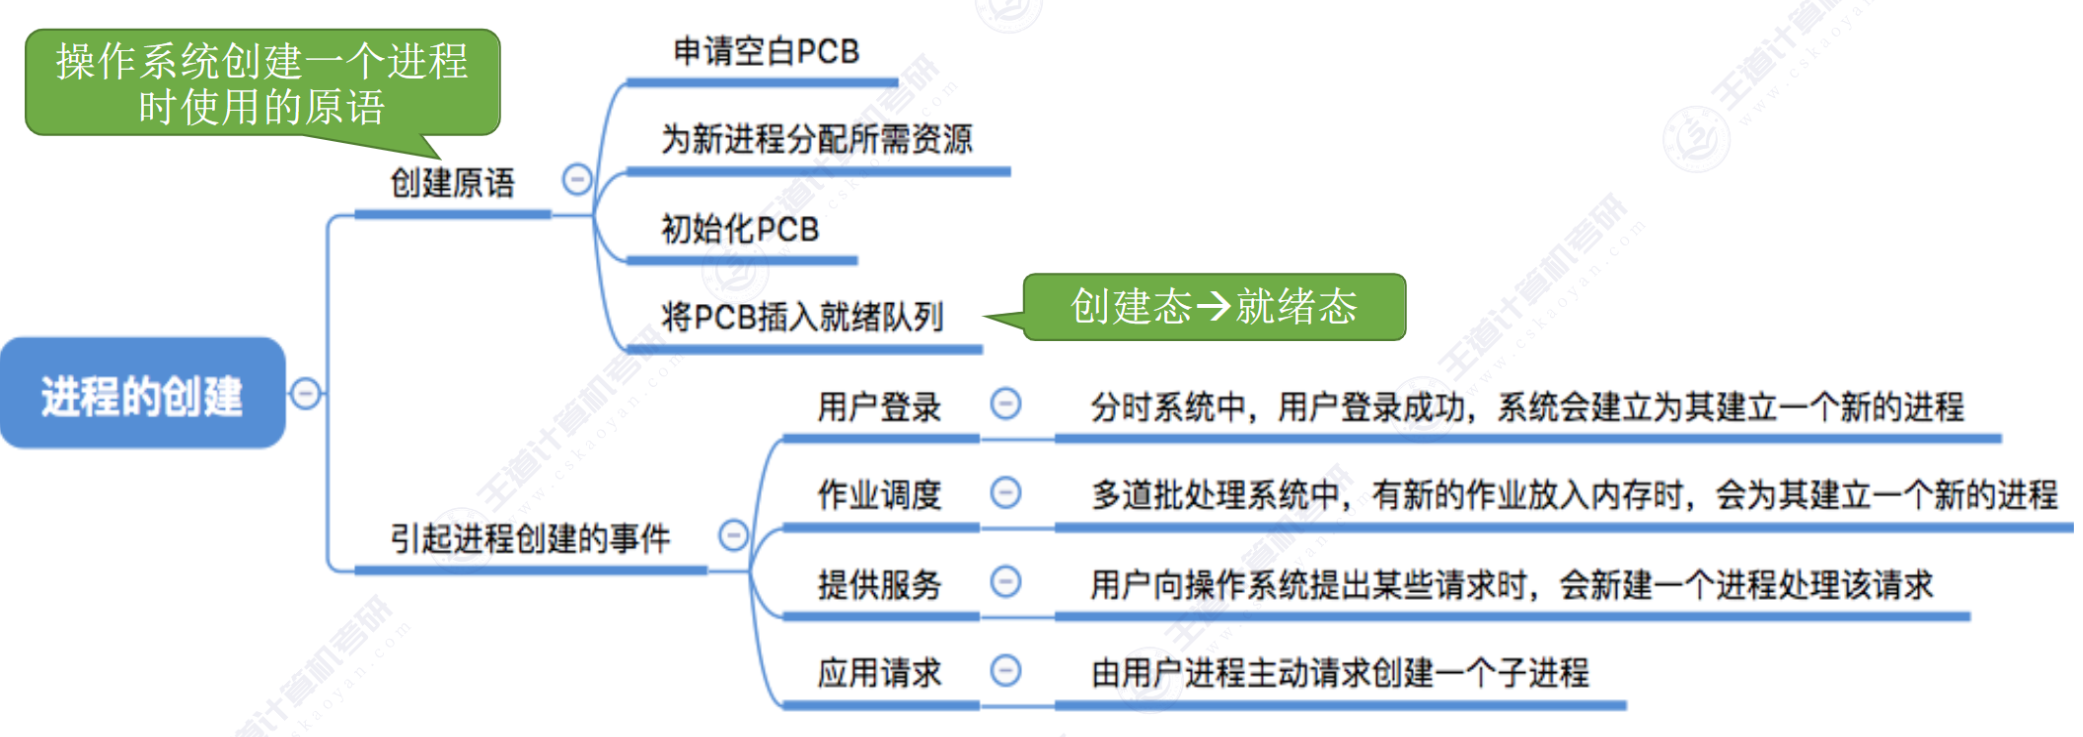 操作系统创建一个进程
时使用的原语
申请空白PCB
为新进程分配所需资源
创建原语
初始化PCB
将PCB插入就绪队列
创建态→就绪态
进程的创建
用户登录
分时系统中，用户登录成功，系统会建立为其建立一个新的进程
作业调度
多道批处理系统中，有新的作业放入内存时，会为其建立一个新的进程
引起进程创建的事件
提供服务
用户向操作系统提出某些请求时，会新建一个进程处理该请求
应用请求
由用户进程主动请求创建一个子进程
王道计算机考研
www.cskaoyan.com